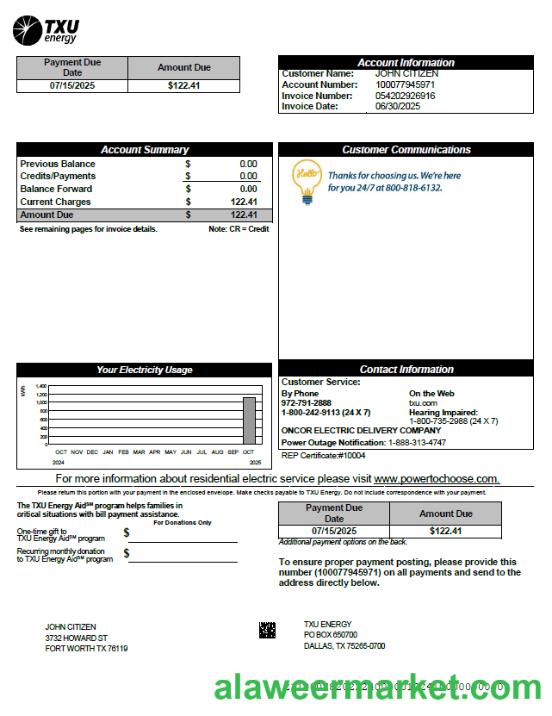 TXU
energy
Payment Due
Date
Amount Due
07/15/2025
$122.41
Account Information
Customer Name: JOHN CITIZEN
Account Number: 100077945971
Invoice Number: 054202926916
Invoice Date: 06/30/2025
Account Summary
Previous Balance $ 0.00
Credits/Payments $ 0.00
Balance Forward $ 0.00
Current Charges $ 122.41
Amount Due $ 122.41
See remaining pages for invoice details. Note: CR = Credit
Customer Communications
Hello
Thanks for choosing us. We're here
for you 24/7 at 800-818-6132.
Your Electricity Usage
kWh
1,400
1,200
1,000
800
600
400
200
0
OCT NOV DEC JAN FEB MAR APR MAY JUN JUL AUG SEP OCT
2024 2025
Contact Information
Customer Service:
By Phone
972-791-2888
1-800-242-9113 (24 X 7)
On the Web
txu.com
Hearing Impaired:
1-800-735-2988 (24 X 7)
ONCOR ELECTRIC DELIVERY COMPANY
Power Outage Notification: 1-888-313-4747
REP Certificate:#10004
For more information about residential electric service please visit www.powertochoose.com.
Please return this portion with your payment in the enclosed envelope. Make checks payable to TXU Energy. Do not include correspondence with your payment.
The TXU Energy Aid℠ program helps families in
critical situations with bill payment assistance.
For Donations Only
One-time gift to
TXU Energy Aid℠ program $
Recurring monthly donation
to TXU Energy Aid℠ program $
Payment Due
Date
Amount Due
07/15/2025
$122.41
Additional payment options on the back.
To ensure proper payment posting, please provide this
number (100077945971) on all payments and send to the
address directly below.
JOHN CITIZEN
3732 HOWARD ST
FORT WORTH TX 76119
TXU ENERGY
PO BOX 650700
DALLAS, TX 75265-0700
alaweermarket.com